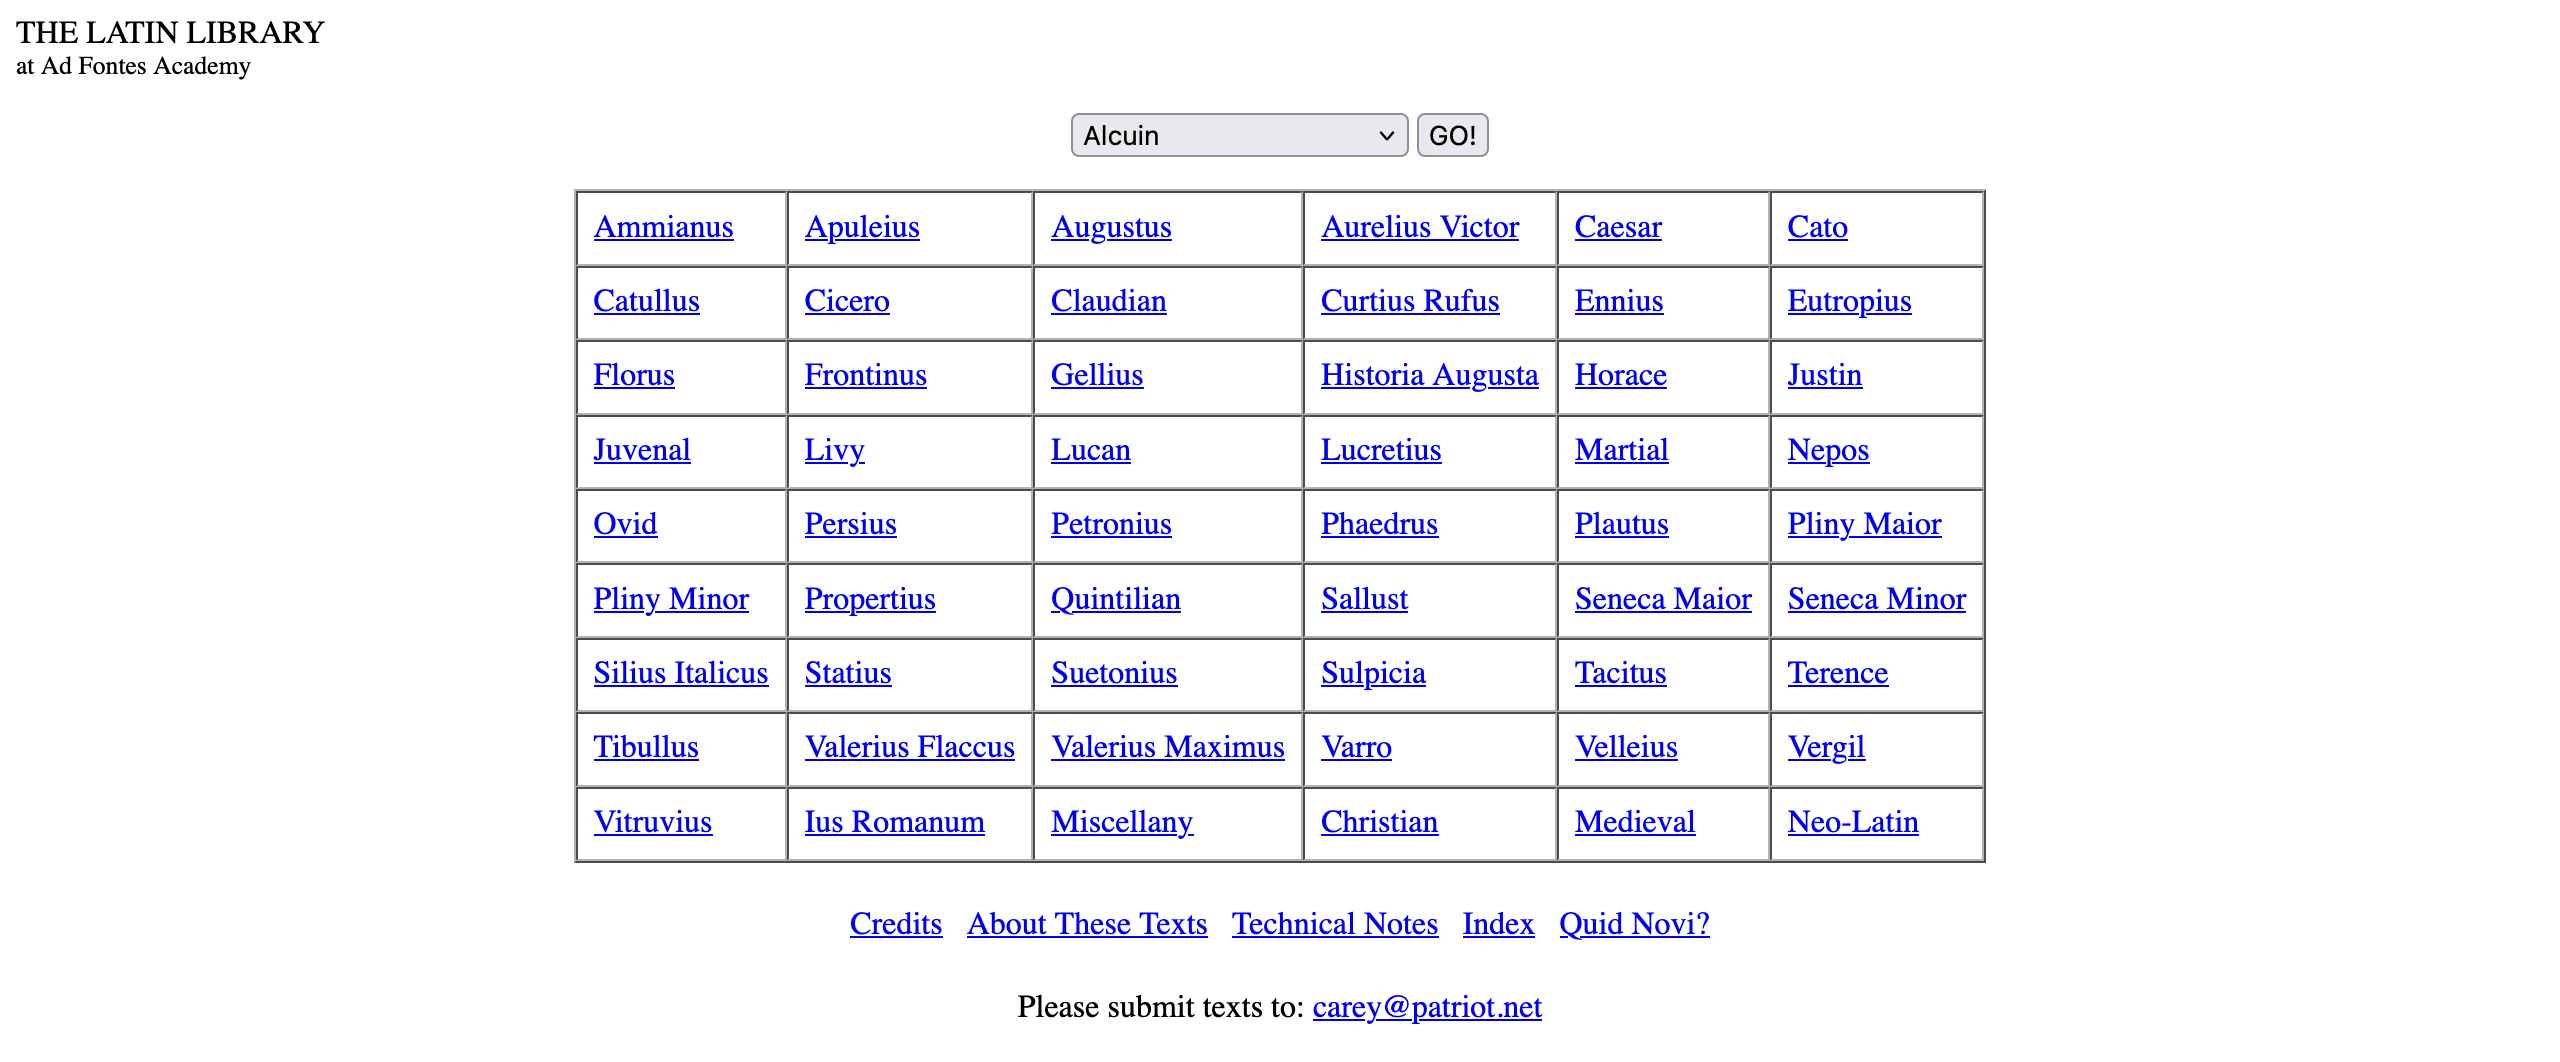 THE LATIN LIBRARY
at Ad Fontes Academy
Alcuin GO!
Ammianus Apuleius Augustus Aurelius Victor Caesar Cato
Catullus Cicero Claudian Curtius Rufus Ennius Eutropius
Florus Frontinus Gellius Historia Augusta Horace Justin
Juvenal Livy Lucan Lucretius Martial Nepos
Ovid Persius Petronius Phaedrus Plautus Pliny Maior
Pliny Minor Propertius Quintilian Sallust Seneca Maior Seneca Minor
Silius Italicus Statius Suetonius Sulpicia Tacitus Terence
Tibullus Valerius Flaccus Valerius Maximus Varro Velleius Vergil
Vitruvius Ius Romanum Miscellany Christian Medieval Neo-Latin
Credits About These Texts Technical Notes Index Quid Novi?
Please submit texts to: carey@patriot.net